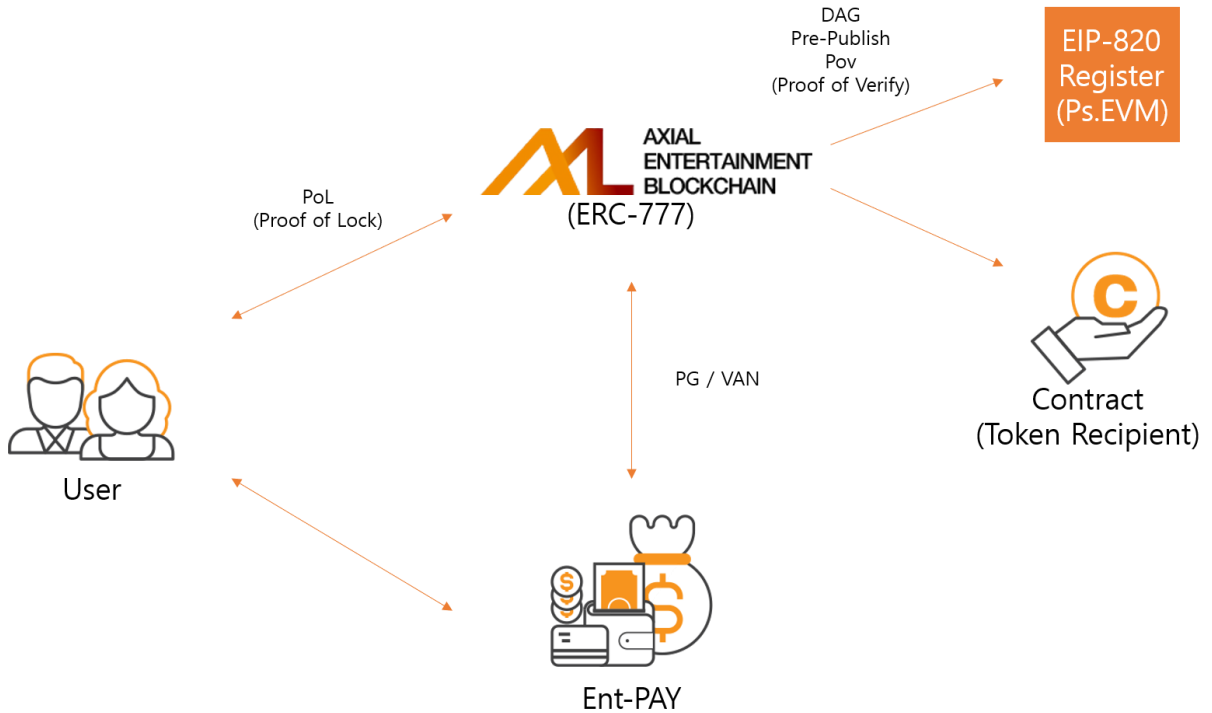 DAG
Pre-Publish
Pov
(Proof of Verify)
EIP-820
Register
(Ps.EVM)
AXL
AXIAL
ENTERTAINMENT
BLOCKCHAIN
(ERC-777)
PoL
(Proof of Lock)
PG / VAN
C
Contract
(Token Recipient)
User
$
$
$
$
Ent-PAY